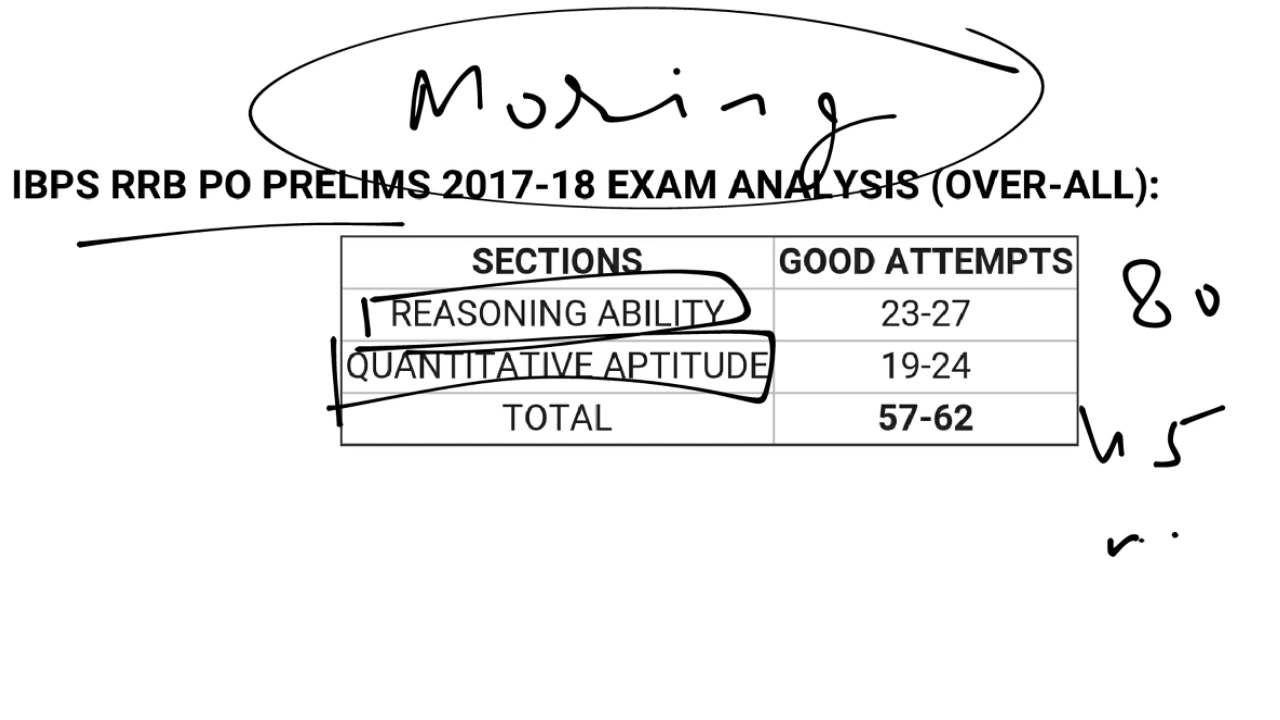 Moring
IBPS RRB PO PRELIMS 2017-18 EXAM ANALYSIS (OVER-ALL):
SECTIONS GOOD ATTEMPTS
REASONING ABILITY 23-27
80
QUANTITATIVE APTITUDE 19-24
TOTAL 57-62
45